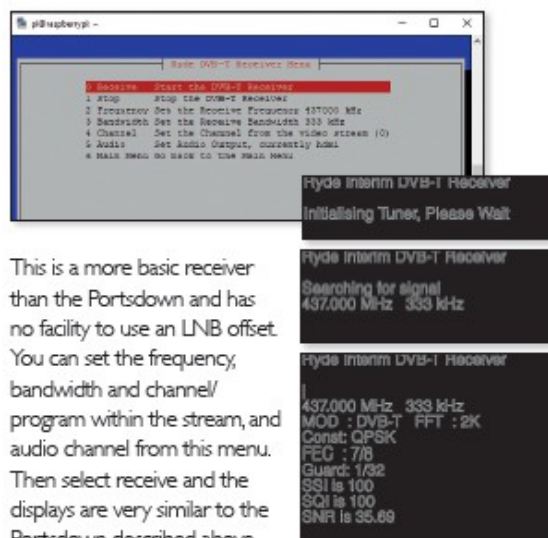 pi@raspberrypi ~
Ryde DVB-T Receiver Menu
0 Receive Start the DVB-T Receiver
1 Stop Stop the DVB-T Receiver
2 Frequency Set the Receive Frequency 437000 kHz
3 Bandwidth Set the Receive Bandwidth 333 kHz
4 Channel Set the Channel from the video stream (0)
5 Audio Set Audio Output, currently hdmi
6 Main Menu Go back to the Main Menu
Ryde Interim DVB-T Receiver
Initialising Tuner, Please Wait
Ryde Interim DVB-T Receiver
Searching for signal
437.000 MHz 333 kHz
Ryde Interim DVB-T Receiver
437.000 MHz 333 kHz
MOD : DVB-T FFT : 2K
Const: QPSK
FEC : 7/8
Guard: 1/32
SSI is 100
SQI is 100
SNR is 35.69
This is a more basic receiver
than the Portsdown and has
no facility to use an LNB offset.
You can set the frequency,
bandwidth and channel/
program within the stream, and
audio channel from this menu.
Then select receive and the
displays are very similar to the
Portsdown described above